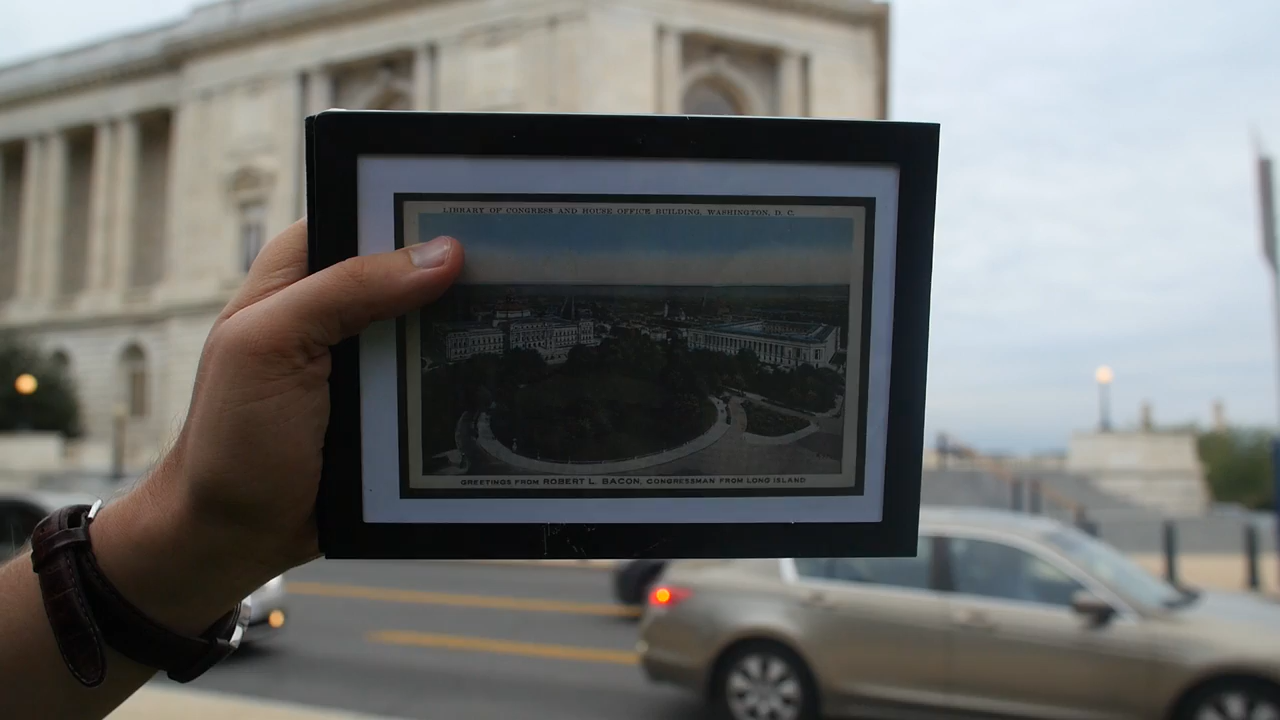 LIBRARY OF CONGRESS AND HOUSE OFFICE BUILDING, WASHINGTON, D. C.
GREETINGS FROM ROBERT L. BACON, CONGRESSMAN FROM LONG ISLAND